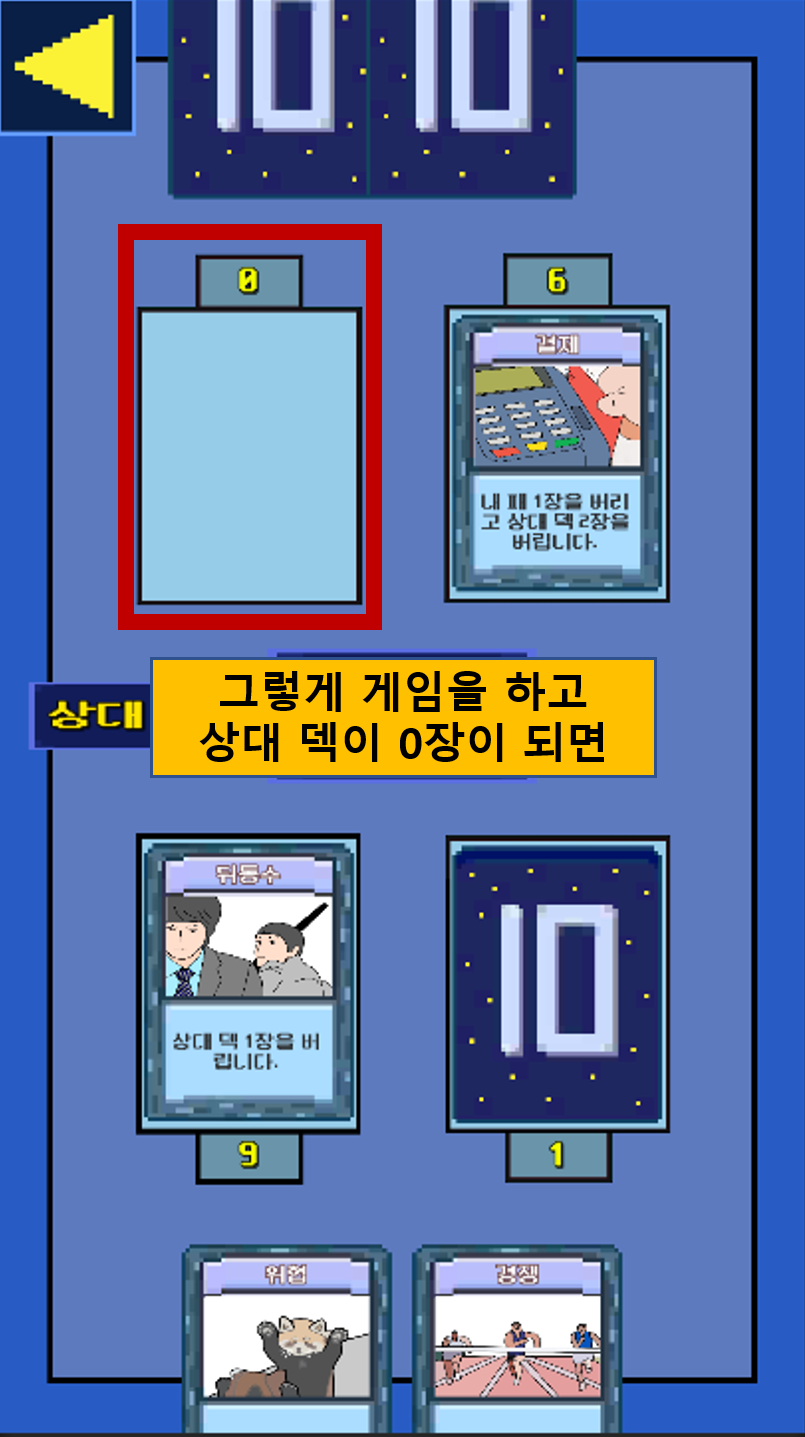 10 10
0
6
결제
내 패 1장을 버리
고 상대 덱 2장을
버립니다.
상대
그렇게 게임을 하고
상대 덱이 0장이 되면
뒤통수
상대 덱 1장을 버
립니다.
10
9
1
위협
경쟁